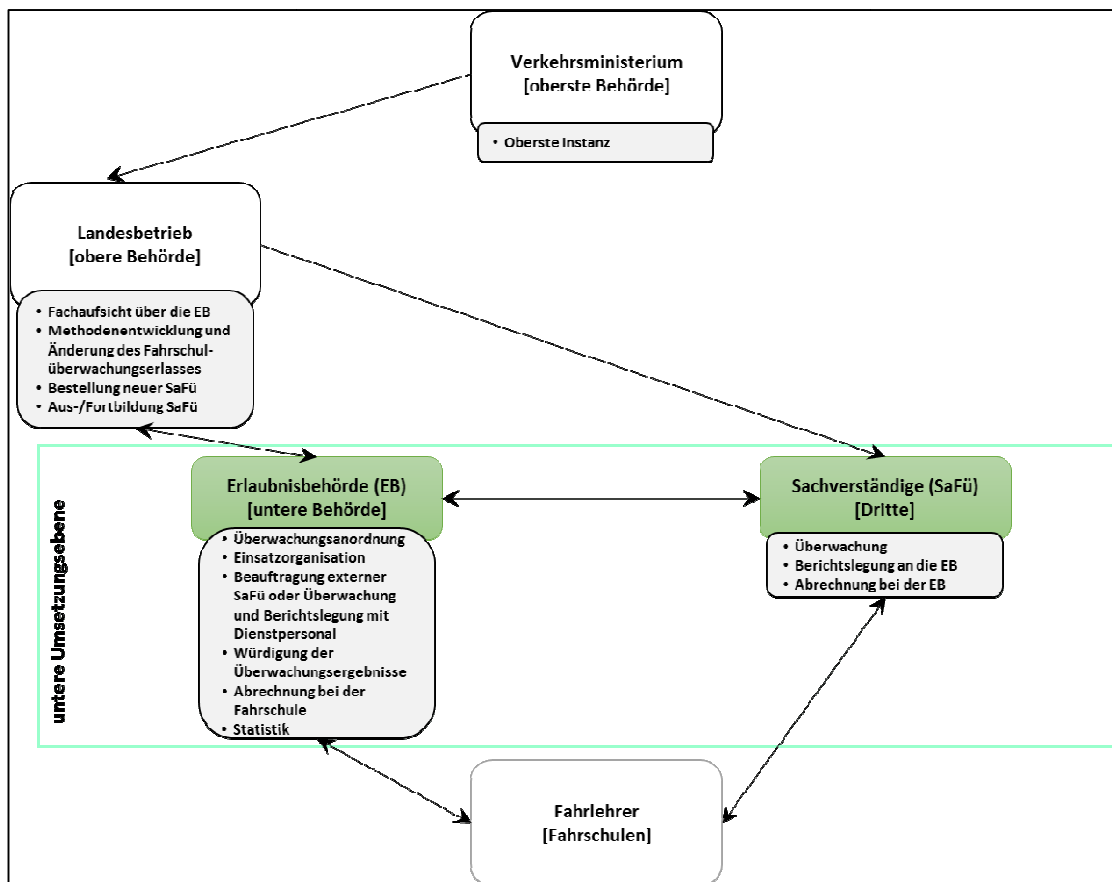 Verkehrsministerium
[oberste Behörde]
• Oberste Instanz
Landesbetrieb
[obere Behörde]
• Fachaufsicht über die EB
• Methodenentwicklung und
Änderung des Fahrschul-
überwachungserlasses
• Bestellung neuer SaFü
• Aus-/Fortbildung SaFü
untere Umsetzungsebene
Erlaubnisbehörde (EB)
[untere Behörde]
• Überwachungsanordnung
• Einsatzorganisation
• Beauftragung externer
SaFü oder Überwachung
und Berichtslegung mit
Dienstpersonal
• Würdigung der
Überwachungsergebnisse
• Abrechnung bei der
Fahrschule
• Statistik
Sachverständige (SaFü)
[Dritte]
• Überwachung
• Berichtslegung an die EB
• Abrechnung bei der EB
Fahrlehrer
[Fahrschulen]